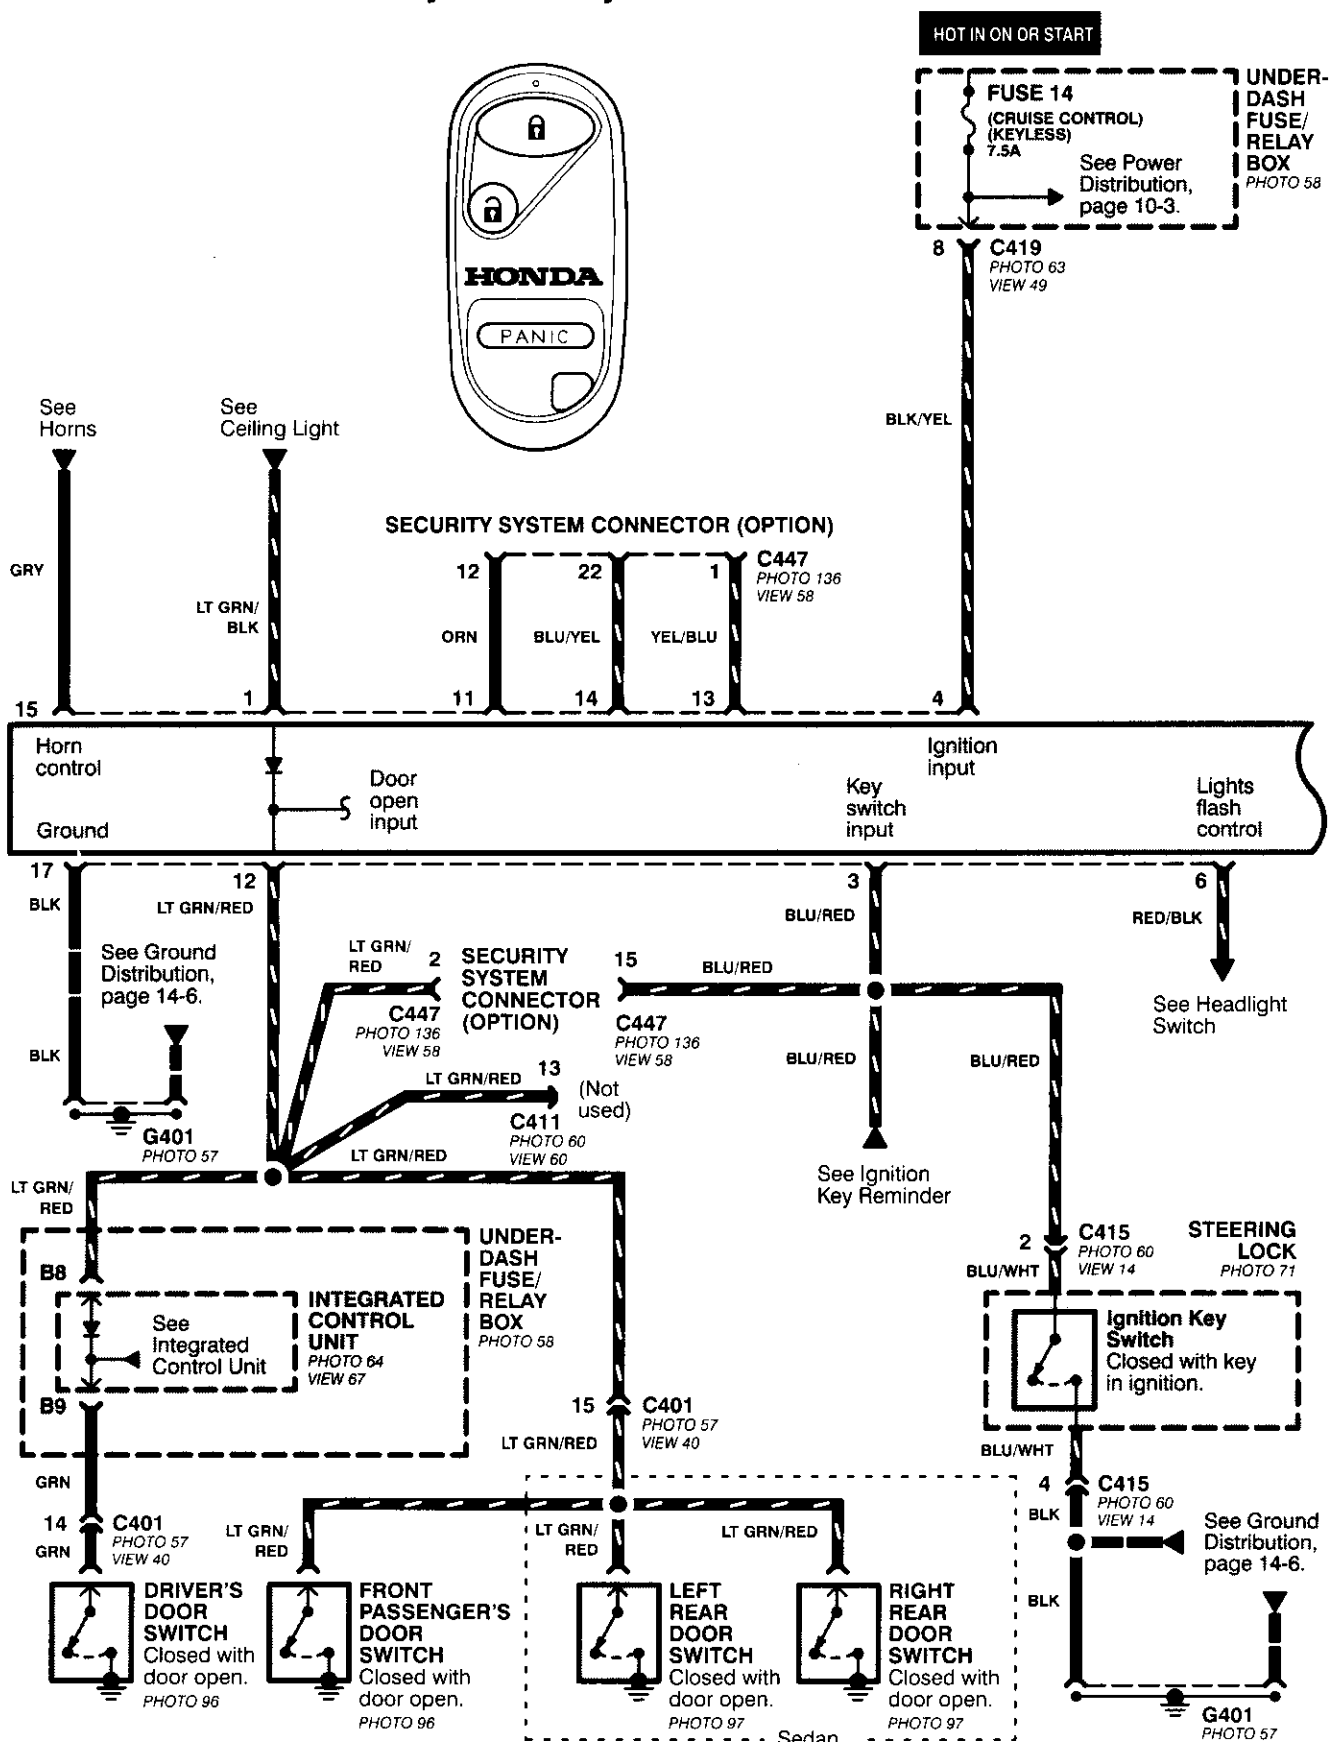 HOT IN ON OR START
FUSE 14
(CRUISE CONTROL)
(KEYLESS)
7.5A
See Power
Distribution,
page 10-3.
UNDER-
DASH
FUSE/
RELAY
BOX
PHOTO 58
8
C419
PHOTO 63
VIEW 49
HONDA
PANIC
See
Horns
See
Ceiling Light
BLK/YEL
SECURITY SYSTEM CONNECTOR (OPTION)
12
22
1
C447
PHOTO 136
VIEW 58
GRY
LT GRN/
BLK
ORN
BLU/YEL
YEL/BLU
15
1
11
14
13
4
Horn
control
Door
open
input
Ignition
input
Key
switch
input
Lights
flash
control
Ground
17
12
3
6
BLK
LT GRN/RED
BLU/RED
RED/BLK
See Ground
Distribution,
page 14-6.
LT GRN/
RED
2
SECURITY
SYSTEM
CONNECTOR
(OPTION)
15
BLU/RED
C447
PHOTO 136
VIEW 58
C447
PHOTO 136
VIEW 58
See Headlight
Switch
BLK
BLU/RED
BLU/RED
LT GRN/RED
13
(Not
used)
C411
PHOTO 60
VIEW 60
G401
PHOTO 57
LT GRN/RED
See Ignition
Key Reminder
LT GRN/
RED
UNDER-
DASH
FUSE/
RELAY
BOX
PHOTO 58
B8
INTEGRATED
CONTROL
UNIT
PHOTO 64
VIEW 67
See
Integrated
Control Unit
B9
2
C415
PHOTO 60
VIEW 14
STEERING
LOCK
PHOTO 71
BLU/WHT
Ignition Key
Switch
Closed with key
in ignition.
15
C401
PHOTO 57
VIEW 40
LT GRN/RED
BLU/WHT
GRN
4
C415
PHOTO 60
VIEW 14
BLK
14
C401
PHOTO 57
VIEW 40
GRN
LT GRN/
RED
LT GRN/
RED
LT GRN/RED
See Ground
Distribution,
page 14-6.
BLK
DRIVER'S
DOOR
SWITCH
Closed with
door open.
PHOTO 96
FRONT
PASSENGER'S
DOOR
SWITCH
Closed with
door open.
PHOTO 96
LEFT
REAR
DOOR
SWITCH
Closed with
door open.
PHOTO 97
RIGHT
REAR
DOOR
SWITCH
Closed with
door open.
PHOTO 97
Sedan
G401
PHOTO 57